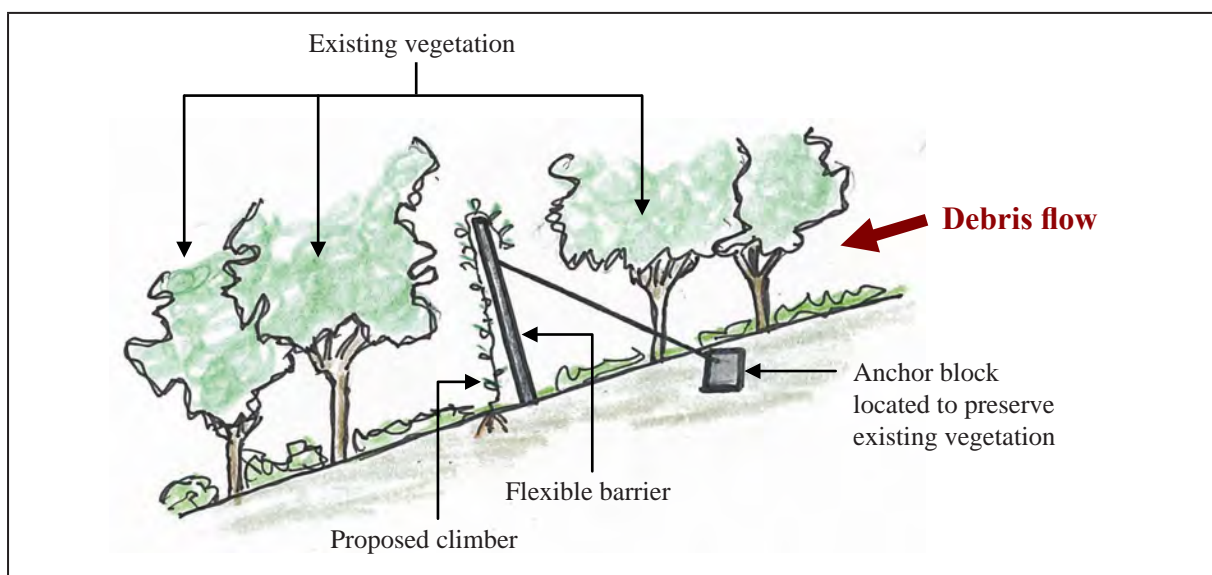 Existing vegetation
Debris flow
Anchor block
located to preserve
existing vegetation
Flexible barrier
Proposed climber